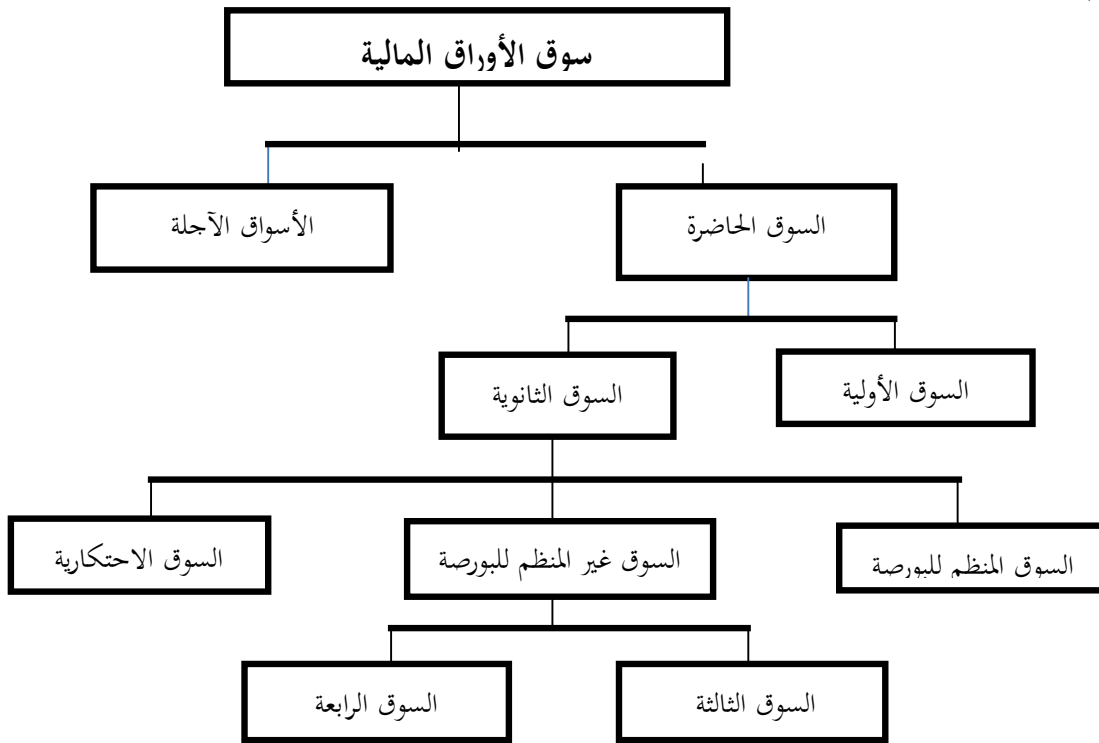 سوق الأوراق المالية
السوق الحاضرة
الأسواق الآجلة
السوق الأولية
السوق الثانوية
السوق المنظم للبورصة
السوق غير المنظم للبورصة
السوق الاحتكارية
السوق الثالثة
السوق الرابعة